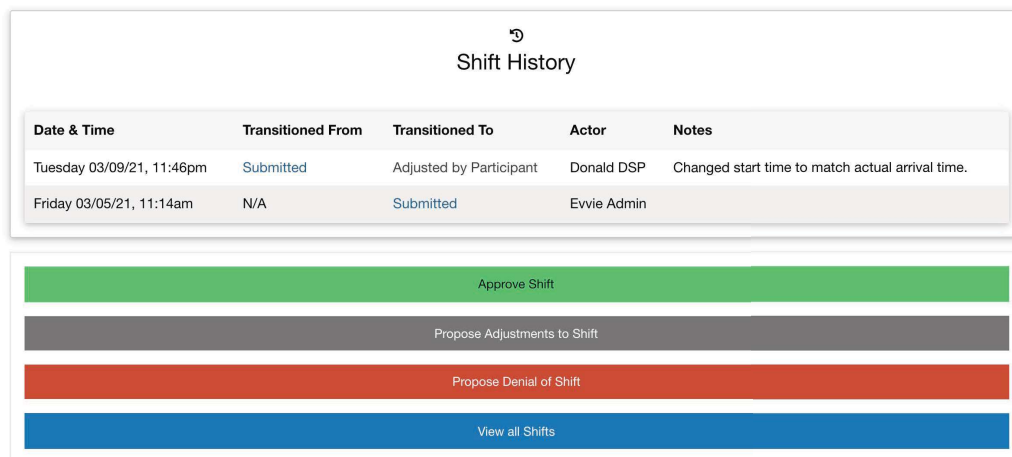 Shift History
Date & Time Transitioned From Transitioned To Actor Notes
Tuesday 03/09/21, 11:46pm Submitted Adjusted by Participant Donald DSP Changed start time to match actual arrival time.
Friday 03/05/21, 11:14am N/A Submitted Evvie Admin
Approve Shift
Propose Adjustments to Shift
Propose Denial of Shift
View all Shifts